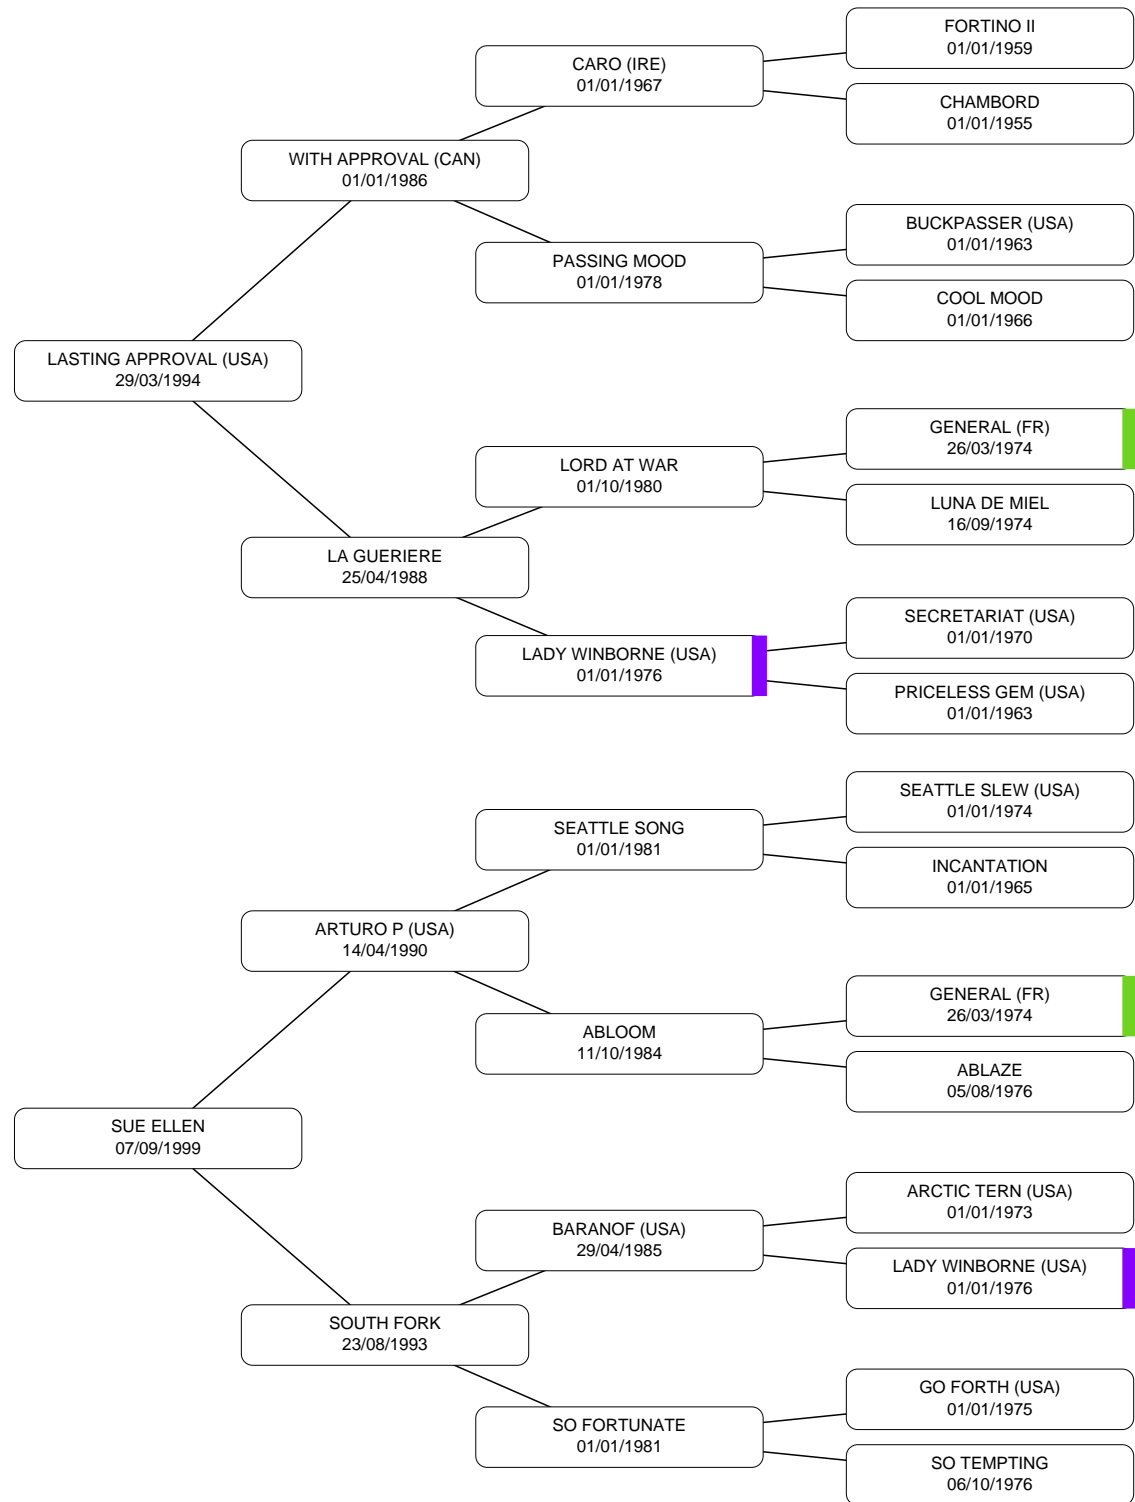 FORTINO II
01/01/1959
CARO (IRE)
01/01/1967
CHAMBORD
01/01/1955
WITH APPROVAL (CAN)
01/01/1986
BUCKPASSER (USA)
01/01/1963
PASSING MOOD
01/01/1978
COOL MOOD
01/01/1966
LASTING APPROVAL (USA)
29/03/1994
GENERAL (FR)
26/03/1974
LORD AT WAR
01/10/1980
LUNA DE MIEL
16/09/1974
LA GUERIERE
25/04/1988
SECRETARIAT (USA)
01/01/1970
LADY WINBORNE (USA)
01/01/1976
PRICELESS GEM (USA)
01/01/1963
SEATTLE SLEW (USA)
01/01/1974
SEATTLE SONG
01/01/1981
INCANTATION
01/01/1965
ARTURO P (USA)
14/04/1990
GENERAL (FR)
26/03/1974
ABLOOM
11/10/1984
ABLAZE
05/08/1976
SUE ELLEN
07/09/1999
ARCTIC TERN (USA)
01/01/1973
BARANOF (USA)
29/04/1985
LADY WINBORNE (USA)
01/01/1976
SOUTH FORK
23/08/1993
GO FORTH (USA)
01/01/1975
SO FORTUNATE
01/01/1981
SO TEMPTING
06/10/1976